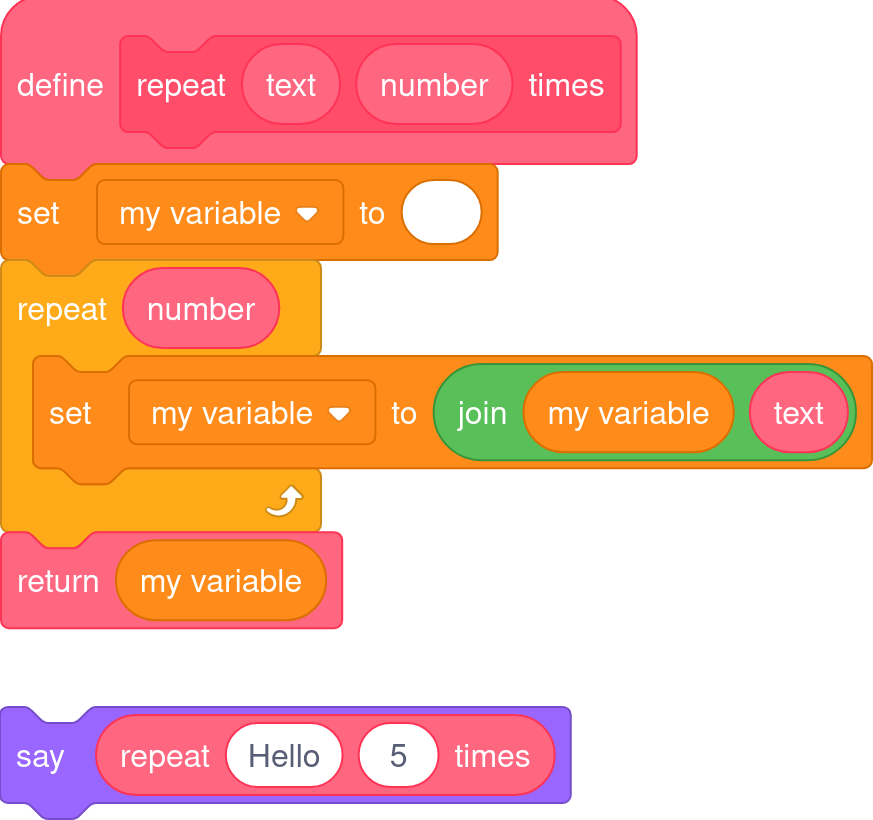 define repeat text number times
set my variable to
repeat number
set my variable to join my variable text
return my variable
say repeat Hello 5 times